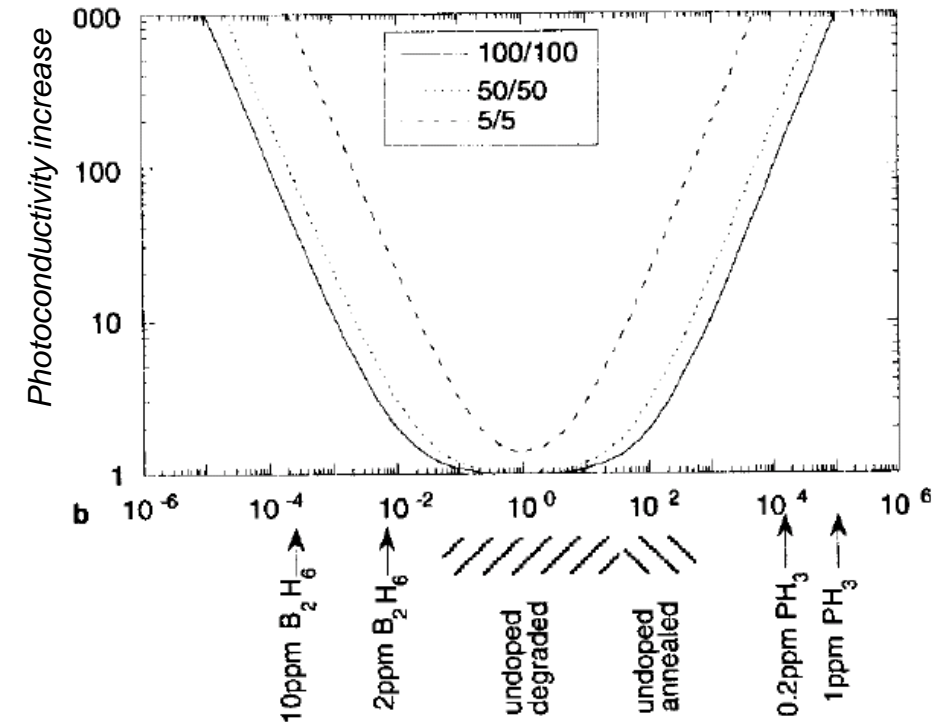 000
100
10
1
Photoconductivity increase
100/100
50/50
5/5
b
10⁻⁶
10⁻⁴
10⁻²
10⁰
10²
10⁴
10⁶
10ppm B₂H₆
2ppm B₂H₆
undoped
degraded
undoped
annealed
0.2ppm PH₃
1ppm PH₃